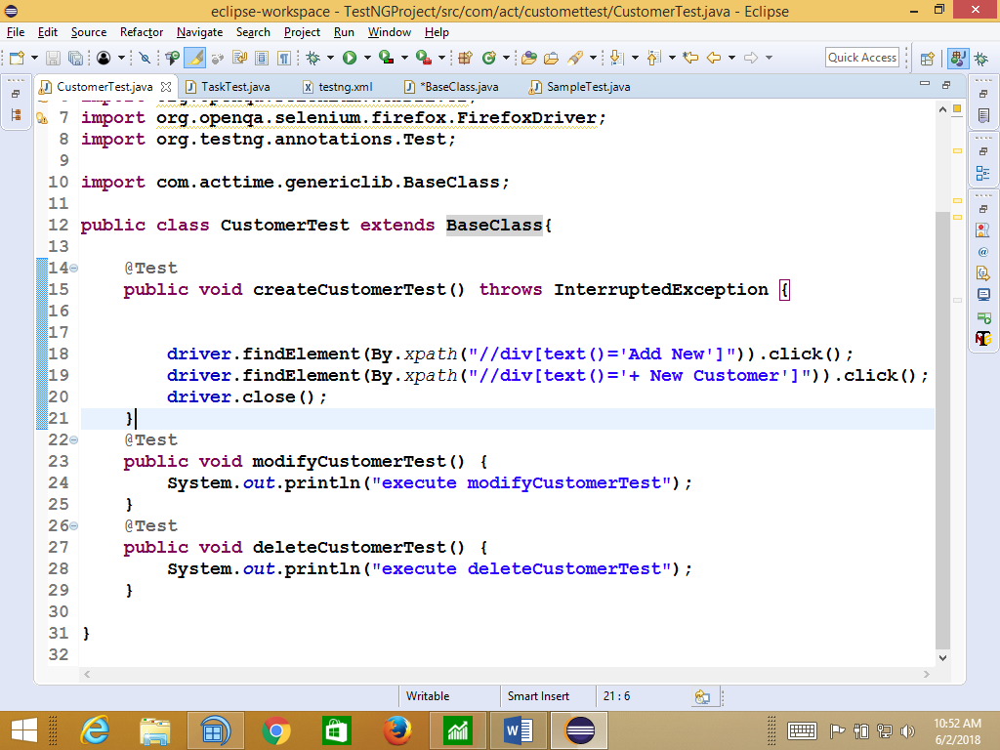 eclipse-workspace - TestNGProject/src/com/act/customettest/CustomerTest.java - Eclipse
File Edit Source Refactor Navigate Search Project Run Window Help
Quick Access
CustomerTest.java TaskTest.java testng.xml *BaseClass.java SampleTest.java
7 import org.openqa.selenium.firefox.FirefoxDriver;
8 import org.testng.annotations.Test;
9
10 import com.acttime.genericlib.BaseClass;
11
12 public class CustomerTest extends BaseClass{
13
14 @Test
15 public void createCustomerTest() throws InterruptedException {
16
17
18 driver.findElement(By.xpath("//div[text()='Add New']")).click();
19 driver.findElement(By.xpath("//div[text()='+ New Customer']")).click();
20 driver.close();
21 }
22 @Test
23 public void modifyCustomerTest() {
24 System.out.println("execute modifyCustomerTest");
25 }
26 @Test
27 public void deleteCustomerTest() {
28 System.out.println("execute deleteCustomerTest");
29 }
30
31 }
32
Writable Smart Insert 21 : 6
10:52 AM
6/2/2018